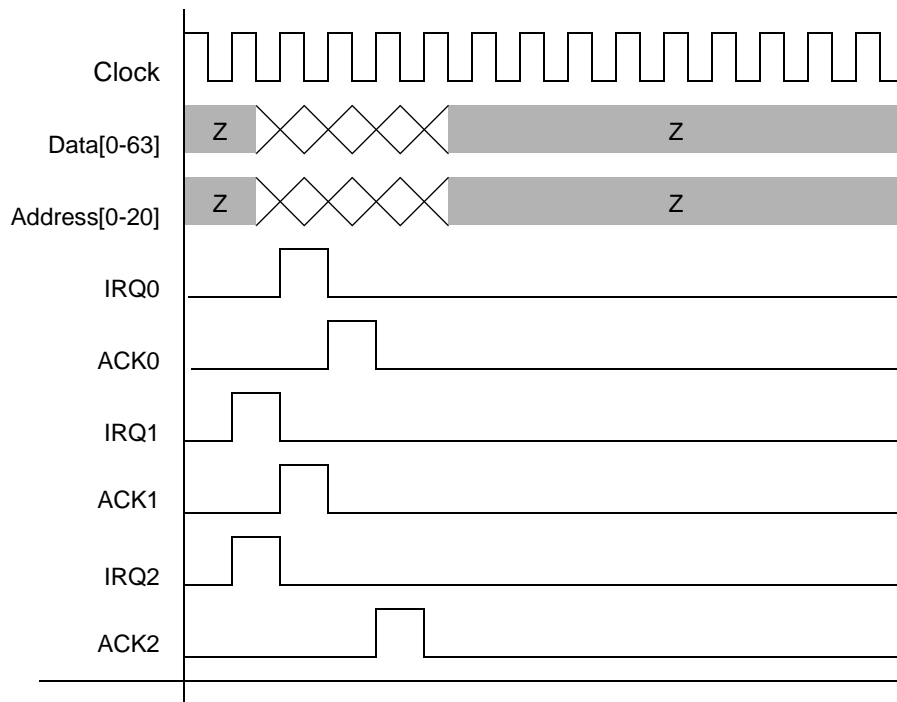 Clock
Data[0-63] Z Z
Address[0-20] Z Z
IRQ0
ACK0
IRQ1
ACK1
IRQ2
ACK2